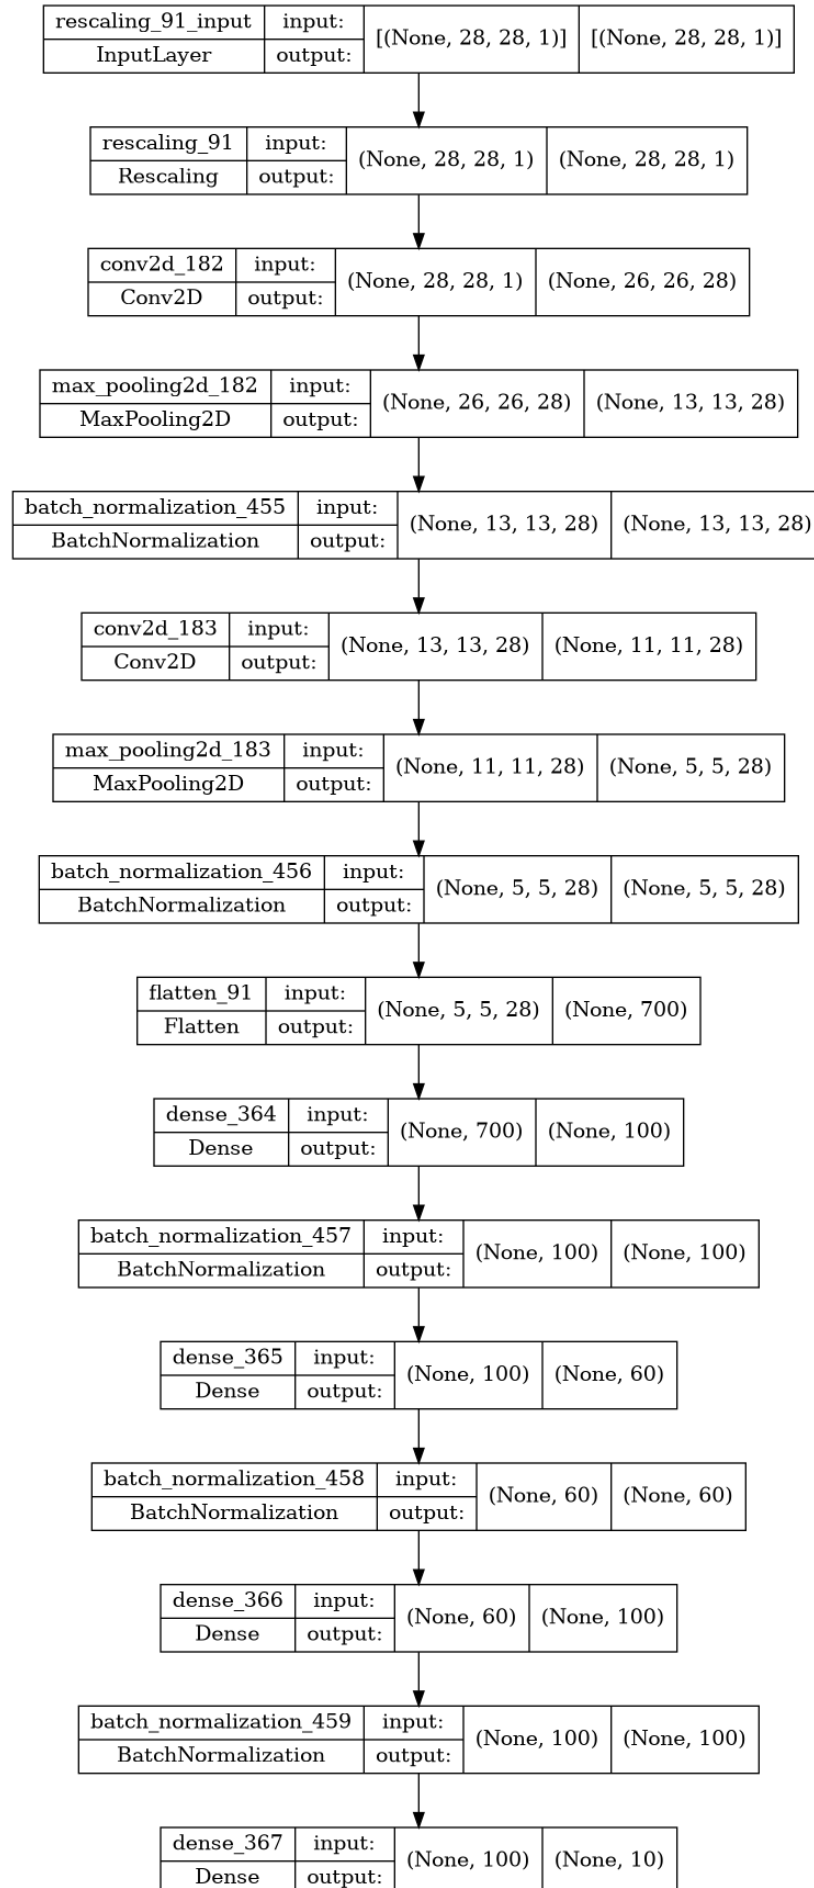 rescaling_91_input input: [(None, 28, 28, 1)] [(None, 28, 28, 1)]
InputLayer output:
rescaling_91 input: (None, 28, 28, 1) (None, 28, 28, 1)
Rescaling output:
conv2d_182 input: (None, 28, 28, 1) (None, 26, 26, 28)
Conv2D output:
max_pooling2d_182 input: (None, 26, 26, 28) (None, 13, 13, 28)
MaxPooling2D output:
batch_normalization_455 input: (None, 13, 13, 28) (None, 13, 13, 28)
BatchNormalization output:
conv2d_183 input: (None, 13, 13, 28) (None, 11, 11, 28)
Conv2D output:
max_pooling2d_183 input: (None, 11, 11, 28) (None, 5, 5, 28)
MaxPooling2D output:
batch_normalization_456 input: (None, 5, 5, 28) (None, 5, 5, 28)
BatchNormalization output:
flatten_91 input: (None, 5, 5, 28) (None, 700)
Flatten output:
dense_364 input: (None, 700) (None, 100)
Dense output:
batch_normalization_457 input: (None, 100) (None, 100)
BatchNormalization output:
dense_365 input: (None, 100) (None, 60)
Dense output:
batch_normalization_458 input: (None, 60) (None, 60)
BatchNormalization output:
dense_366 input: (None, 60) (None, 100)
Dense output:
batch_normalization_459 input: (None, 100) (None, 100)
BatchNormalization output:
dense_367 input: (None, 100) (None, 10)
Dense output: